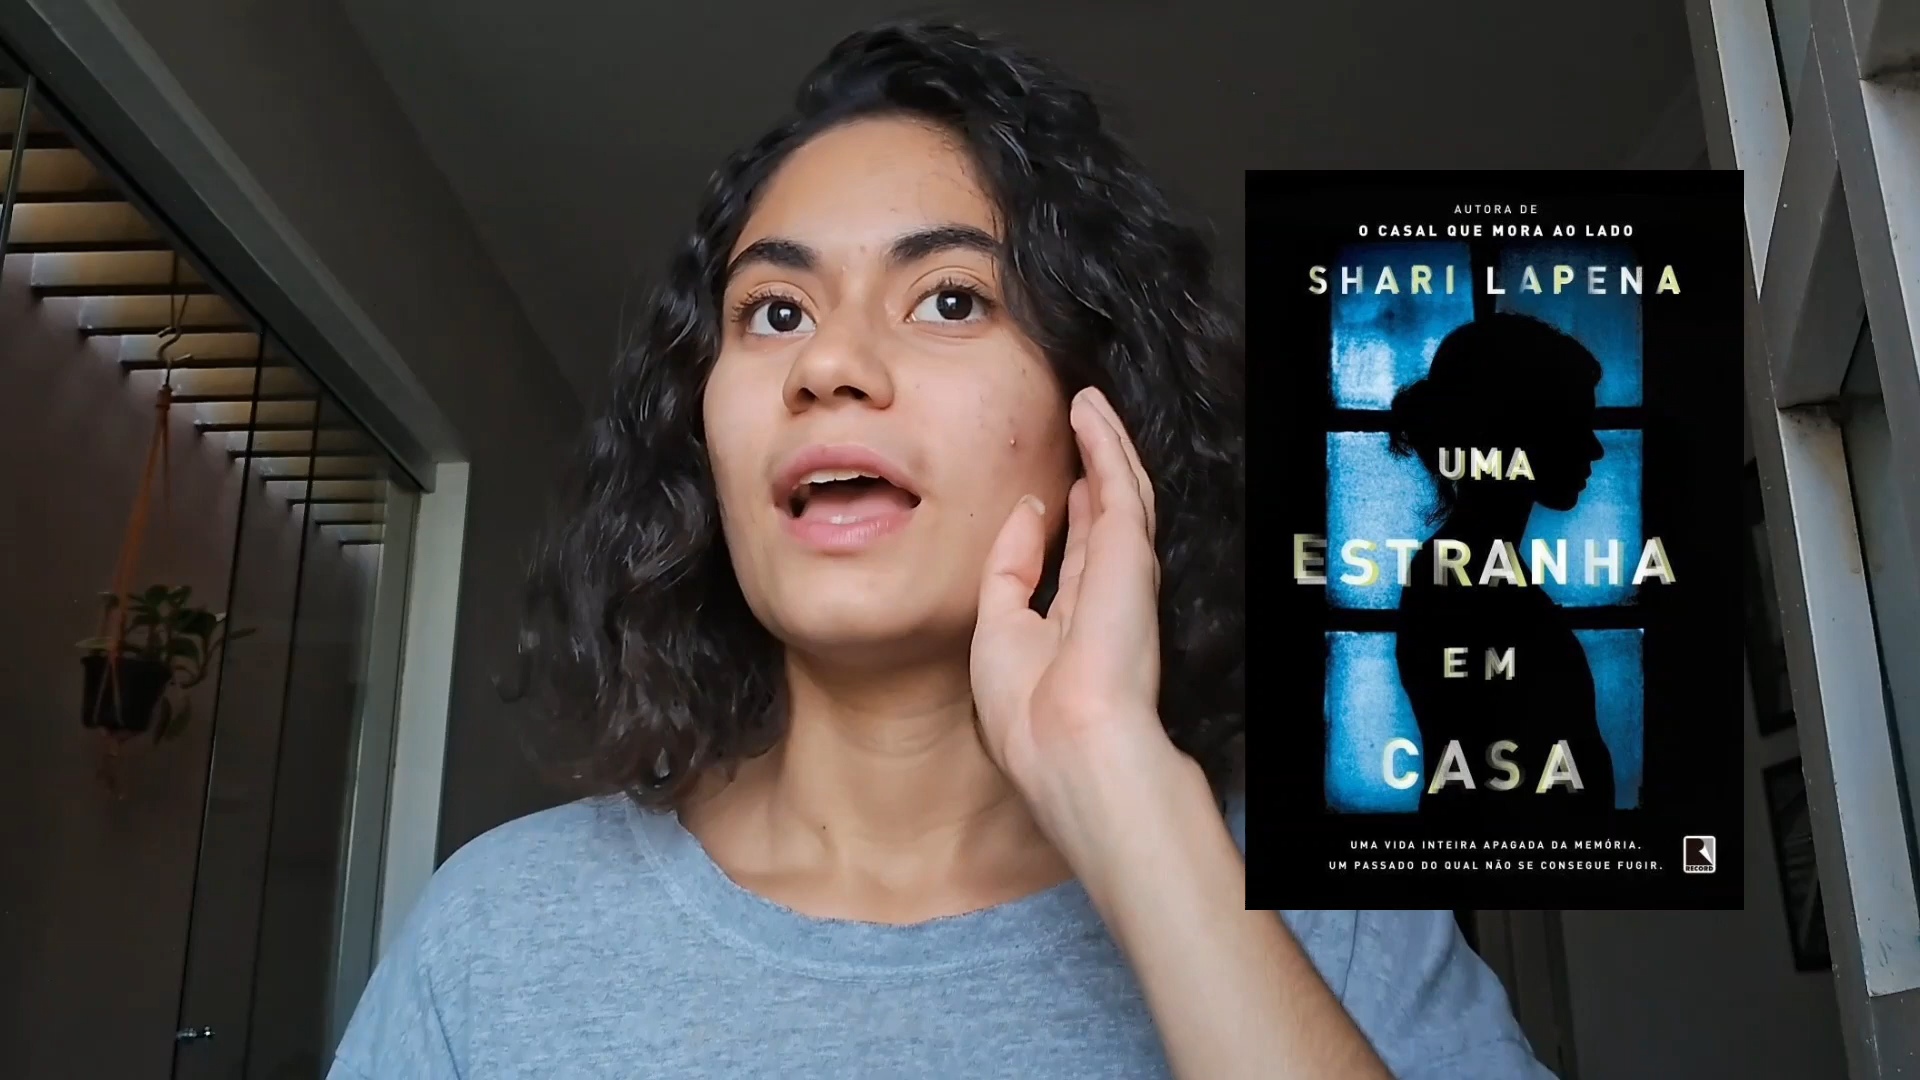 AUTORA DE
O CASAL QUE MORA AO LADO
SHARI LAPENA
UMA
ESTRANHA
EM
CASA
UMA VIDA INTEIRA APAGADA DA MEMÓRIA.
UM PASSADO DO QUAL NÃO SE CONSEGUE FUGIR.
RECORD